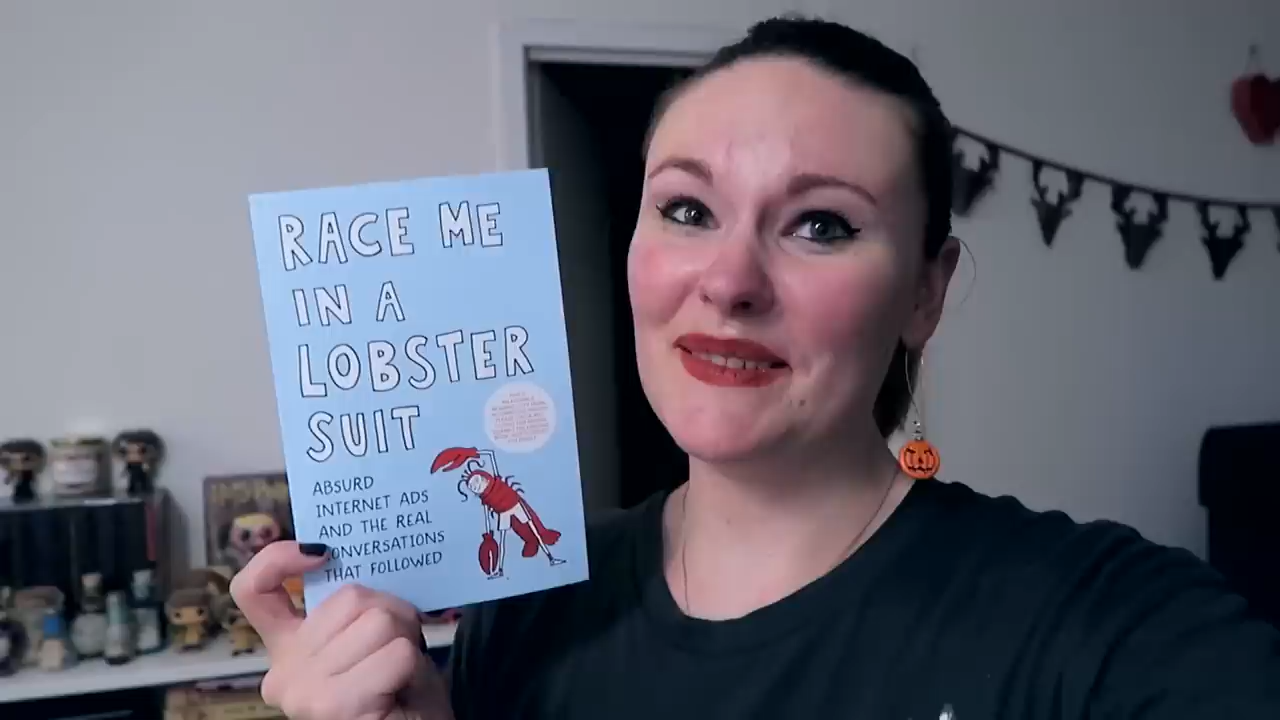 RACE ME
IN A
LOBSTER
SUIT
ABSURD
INTERNET ADS
AND THE REAL
CONVERSATIONS
THAT FOLLOWED